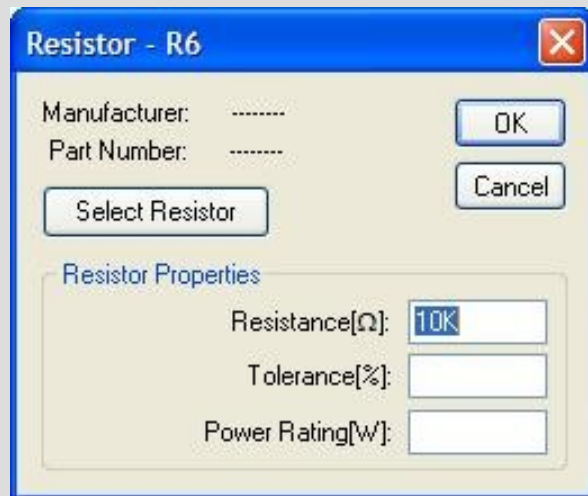 Resistor - R6
Manufacturer: --------
OK
Part Number: --------
Cancel
Select Resistor
Resistor Properties
Resistance[Ω]: 10K
Tolerance[%]:
Power Rating[W]: